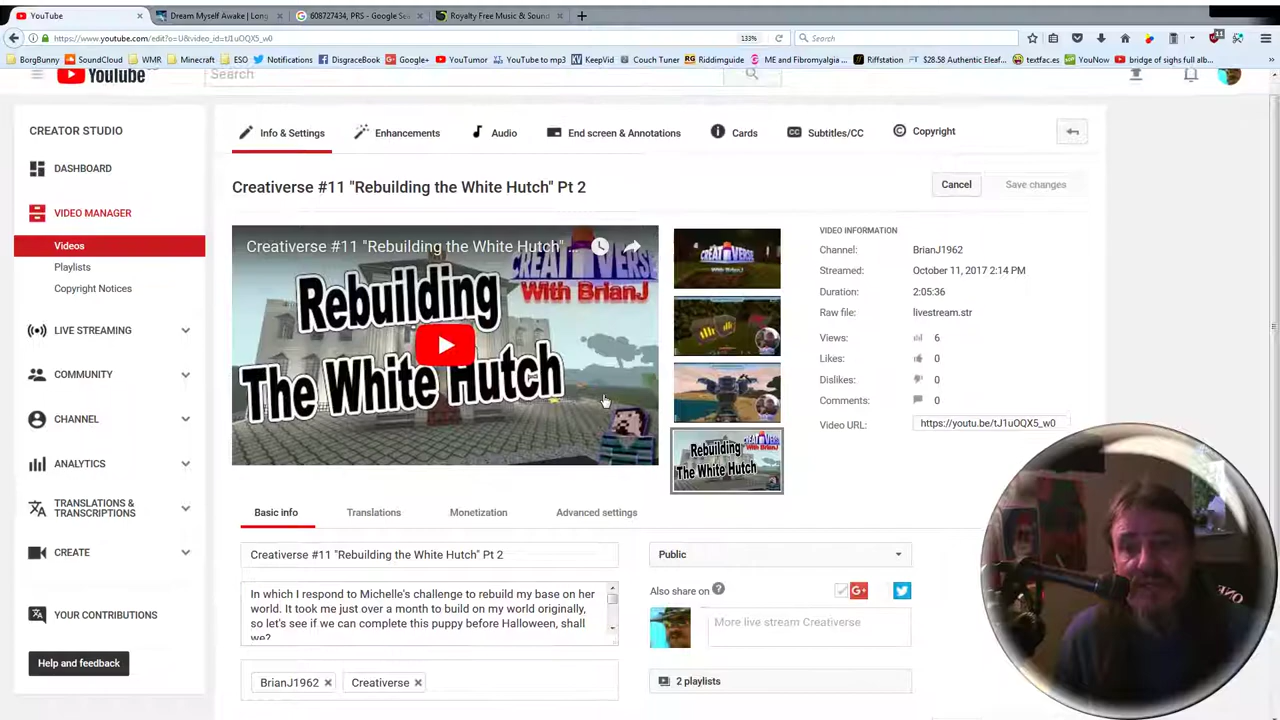 YouTube
Dream Myself Awake | Long
608727434, PRS - Google Se
Royalty Free Music & Sound
https://www.youtube.com/edit?o=U&video_id=tJ1uOQX5_w0
133%
Search
BorgBunny
SoundCloud
WMR
Minecraft
ESO
Notifications
DisgraceBook
Google+
YouTumor
YouTube to mp3
KeepVid
Couch Tuner
Riddimguide
ME and Fibromyalgia ...
Riffstation
$28.58 Authentic Eleaf...
textfac.es
YouNow
bridge of sighs full alb...
YouTube
Search
CREATOR STUDIO
Info & Settings
Enhancements
Audio
End screen & Annotations
Cards
CC Subtitles/CC
Copyright
DASHBOARD
Creativerse #11 "Rebuilding the White Hutch" Pt 2
Cancel
Save changes
VIDEO MANAGER
Videos
Playlists
Copyright Notices
LIVE STREAMING
COMMUNITY
CHANNEL
ANALYTICS
TRANSLATIONS &
TRANSCRIPTIONS
CREATE
YOUR CONTRIBUTIONS
Help and feedback
Creativerse #11 "Rebuilding the White Hutch" ...
CREATIVERSE
With BrianJ
Rebuilding
The White Hutch
CREATIVERSE
With BrianJ
Rebuilding
The White Hutch
VIDEO INFORMATION
Channel: BrianJ1962
Streamed: October 11, 2017 2:14 PM
Duration: 2:05:36
Raw file: livestream.str
Views: 6
Likes: 0
Dislikes: 0
Comments: 0
Video URL: https://youtu.be/tJ1uOQX5_w0
Basic info
Translations
Monetization
Advanced settings
Creativerse #11 "Rebuilding the White Hutch" Pt 2
Public
In which I respond to Michelle's challenge to rebuild my base on her
world. It took me just over a month to build on my world originally,
so let's see if we can complete this puppy before Halloween, shall
we?
Also share on
G+
More live stream Creativerse
BrianJ1962
Creativerse
2 playlists